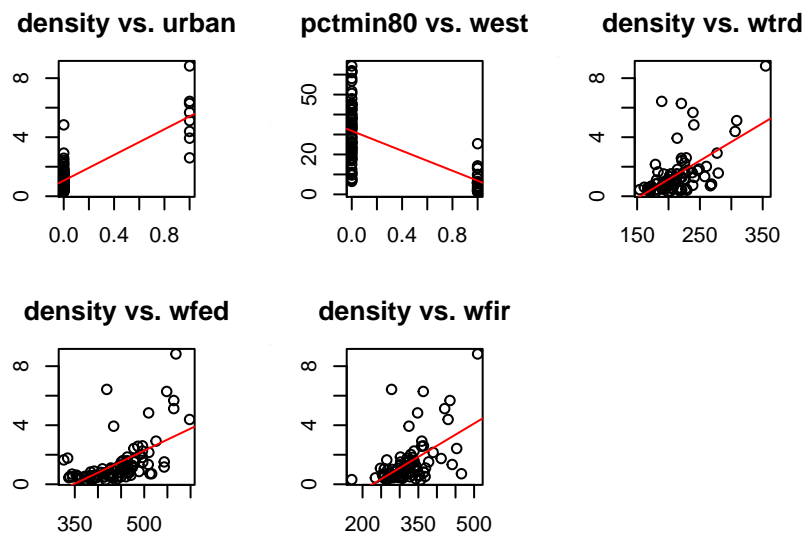 density vs. urban
pctmin80 vs. west
density vs. wtrd
8
4
0
0.0 0.4 0.8
50
20
0
0.0 0.4 0.8
8
4
0
150 250 350
density vs. wfed
density vs. wfir
8
4
0
350 500
8
4
0
200 350 500